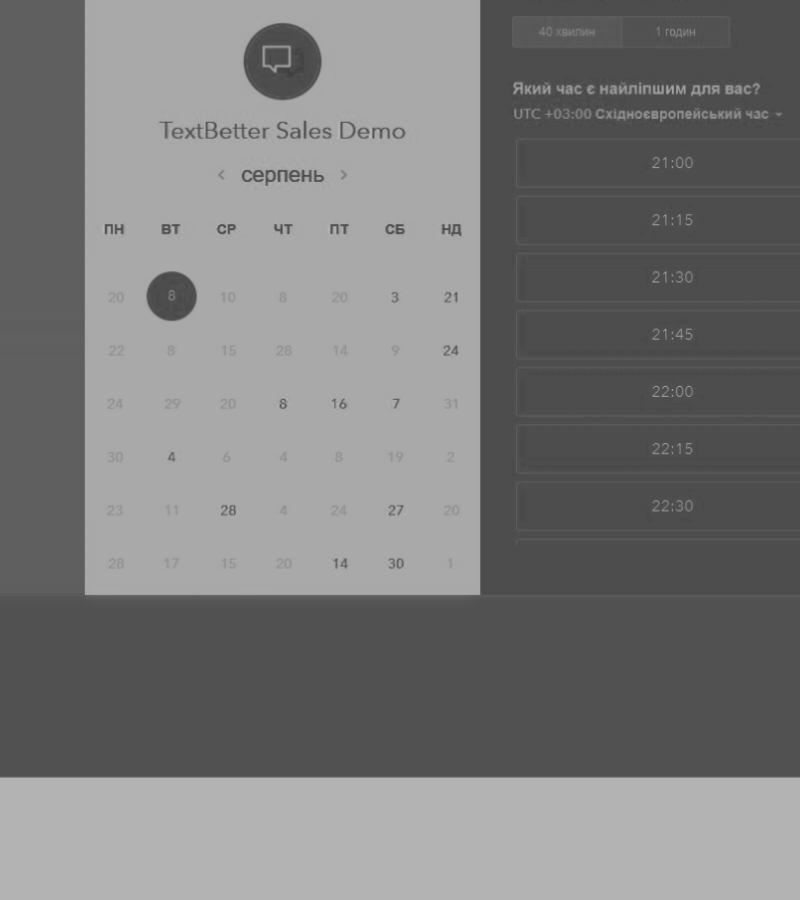 TextBetter Sales Demo
‹ серпень ›
ПН ВТ СР ЧТ ПТ СБ НД
20 8 10 8 20 3 21
22 8 15 28 14 9 24
24 29 20 8 16 7 31
30 4 6 4 8 19 2
23 11 28 4 24 27 20
28 17 15 20 14 30 1
40 хвилин 1 годин
Який час є найліпшим для вас?
UTC +03:00 Східноєвропейський час
21:00
21:15
21:30
21:45
22:00
22:15
22:30